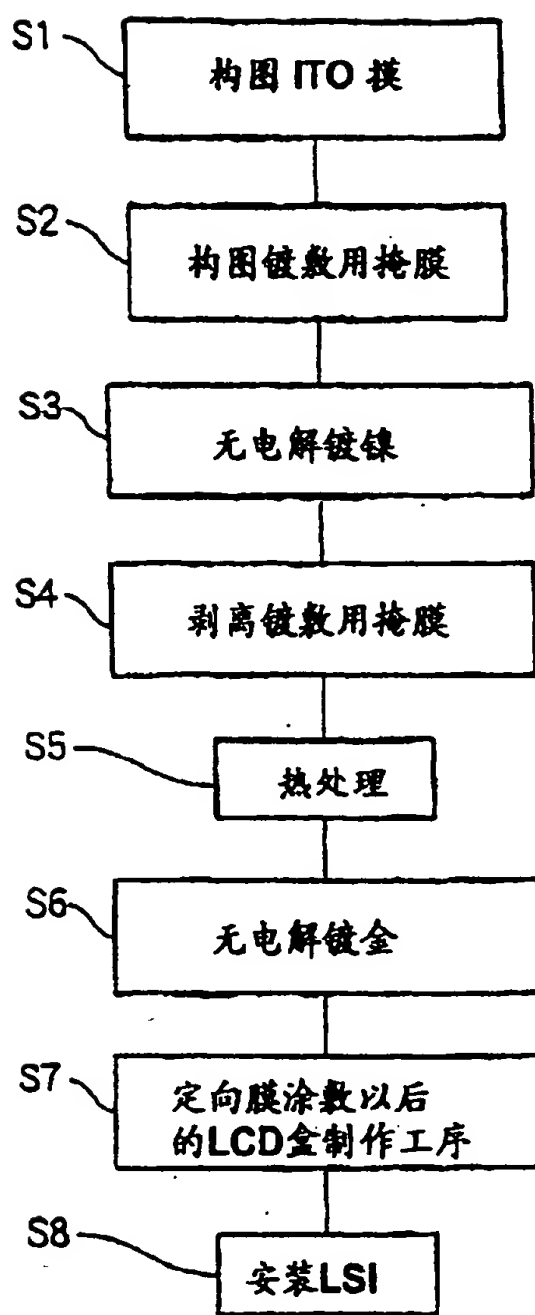 S1
构图 ITO 摸
S2
构图镀敷用掩膜
S3
无电解镀镍
S4
剥离镀敷用掩膜
S5
热处理
S6
无电解镀金
S7
定向膜涂敷以后
的LCD盒制作工序
S8
安装LSI